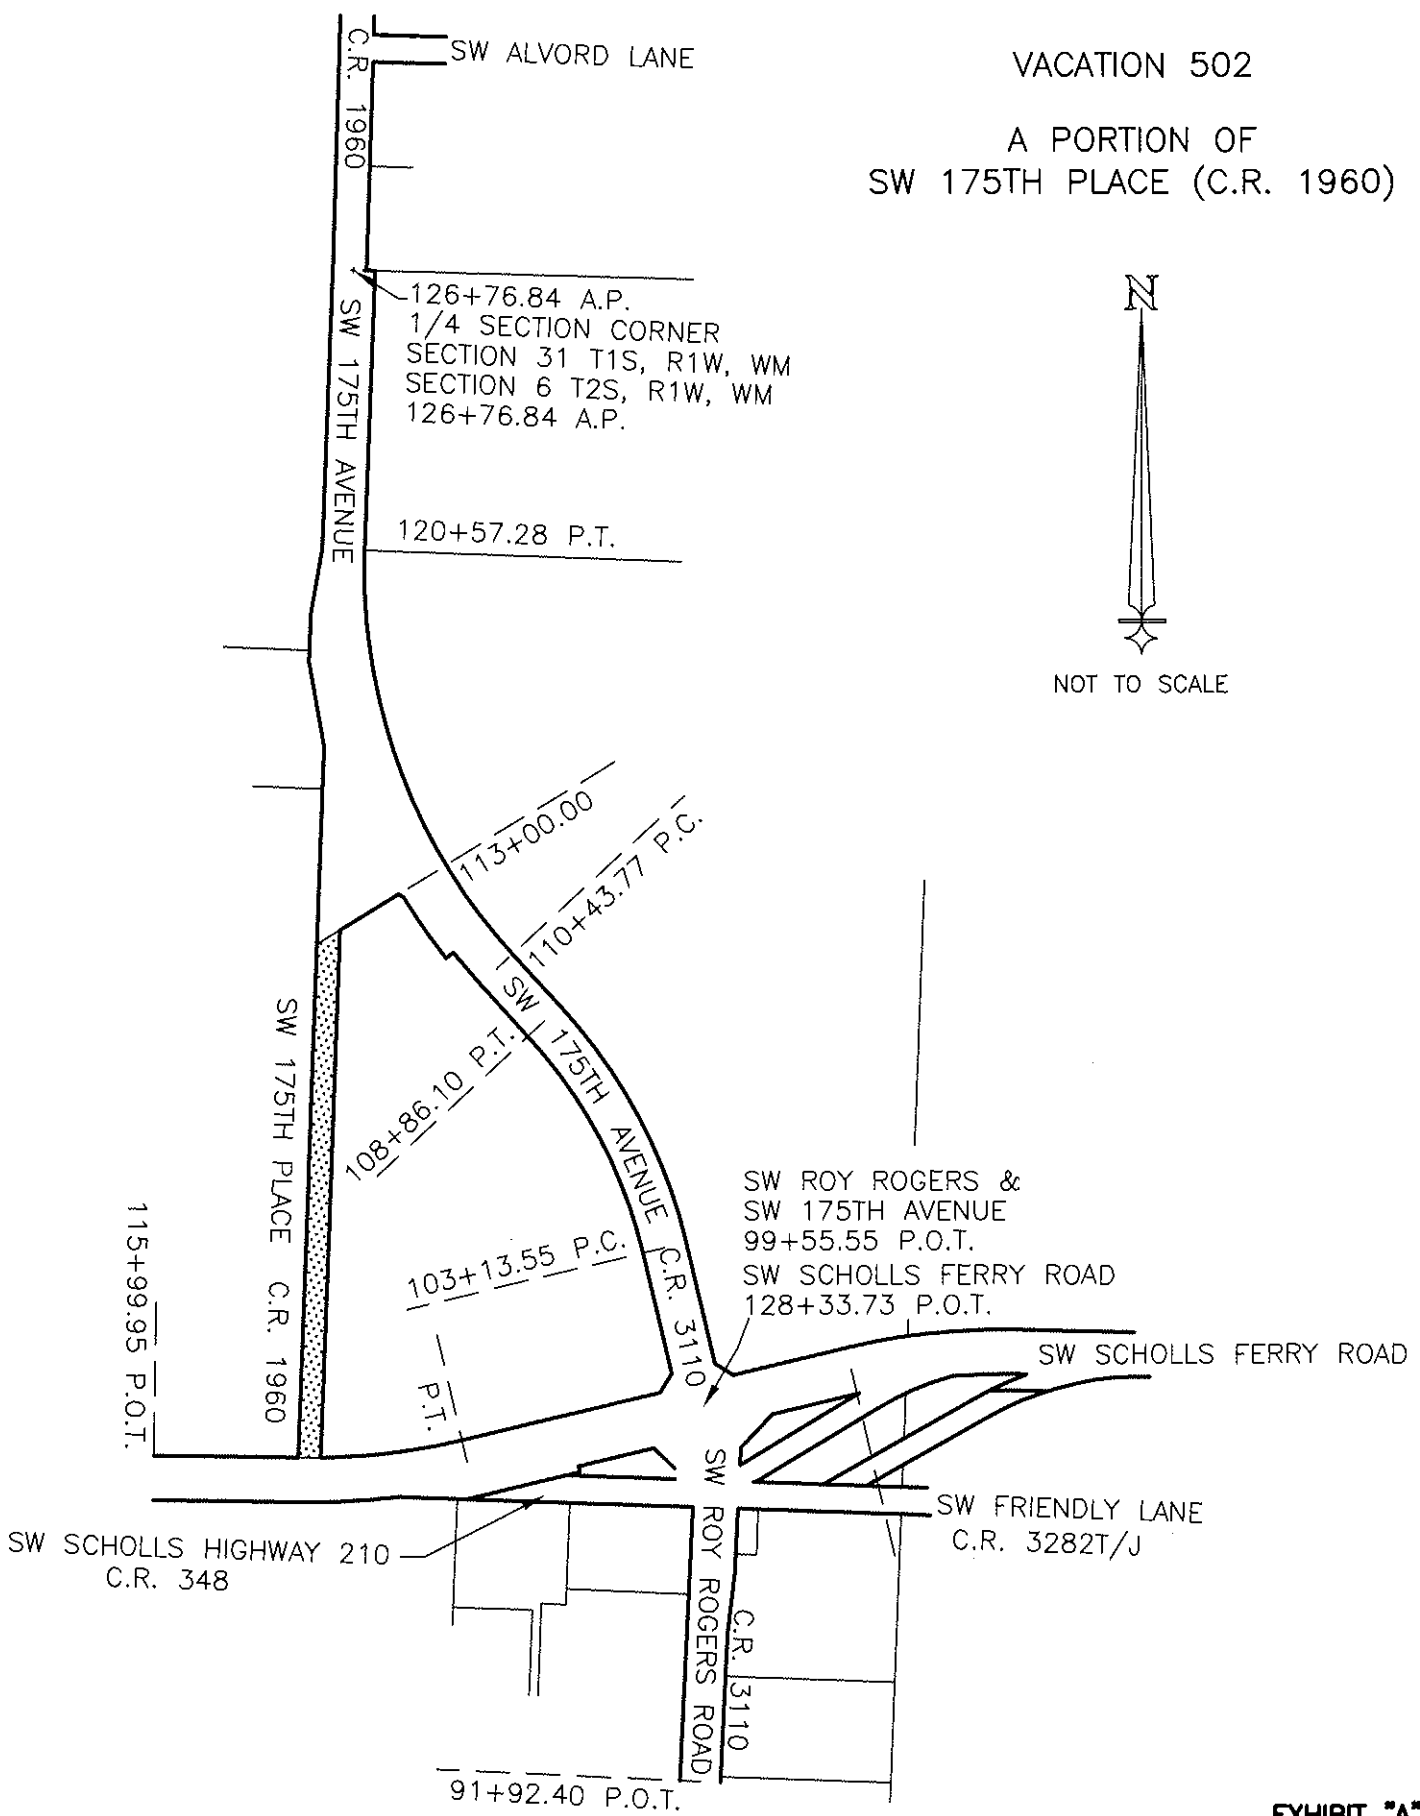 VACATION 502
A PORTION OF
SW 175TH PLACE (C.R. 1960)
SW ALVORD LANE
C.R. 1960
N
NOT TO SCALE
126+76.84 A.P.
1/4 SECTION CORNER
SECTION 31 T1S, R1W, WM
SECTION 6 T2S, R1W, WM
126+76.84 A.P.
SW 175TH AVENUE
120+57.28 P.T.
113+00.00
110+43.77 P.C.
SW 175TH AVENUE C.R. 3110
108+86.10 P.T.
SW 175TH PLACE C.R. 1960
103+13.55 P.C.
115+99.95 P.O.T.
P.T.
SW ROY ROGERS &
SW 175TH AVENUE
99+55.55 P.O.T.
SW SCHOLLS FERRY ROAD
128+33.73 P.O.T.
SW SCHOLLS FERRY ROAD
SW FRIENDLY LANE
C.R. 3282T/J
SW SCHOLLS HIGHWAY 210
C.R. 348
SW ROY ROGERS ROAD
C.R. 3110
91+92.40 P.O.T.
EXHIBIT "A"